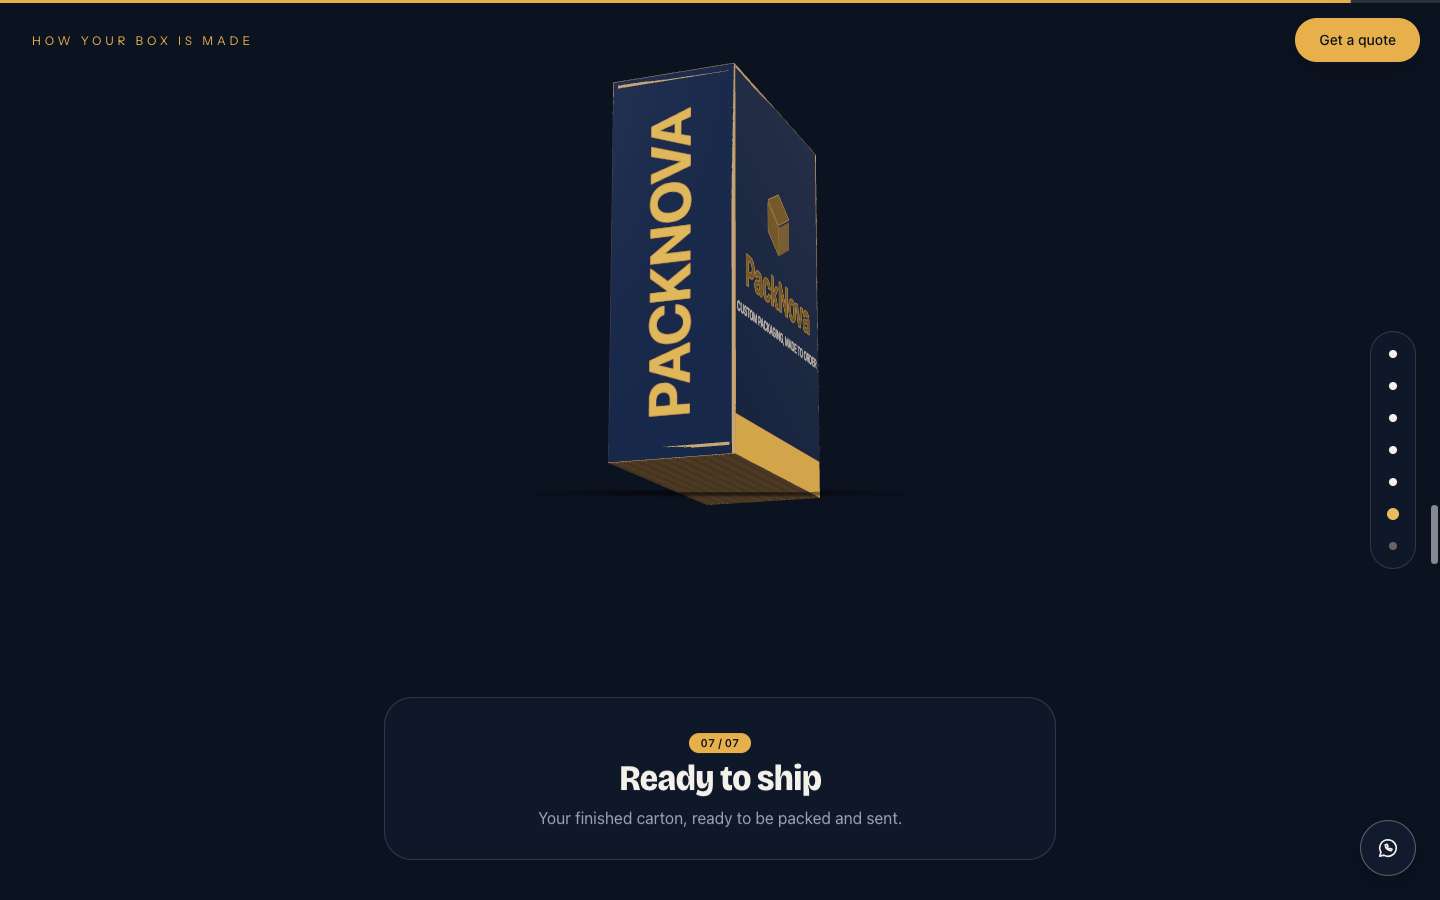 HOW YOUR BOX IS MADE
Get a quote
PACKNOVA
PackNova
CUSTOM PACKAGING, MADE TO ORDER
07 / 07
Ready to ship
Your finished carton, ready to be packed and sent.